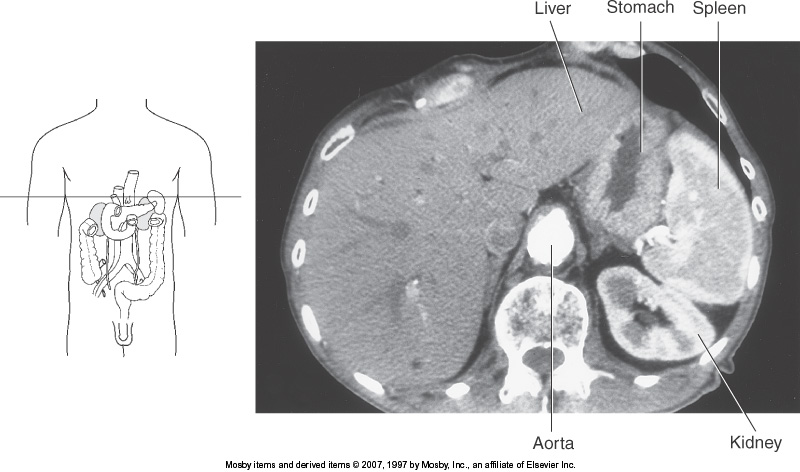 Liver
Stomach
Spleen
Aorta
Kidney
Mosby items and derived items © 2007, 1997 by Mosby, Inc., an affiliate of Elsevier Inc.